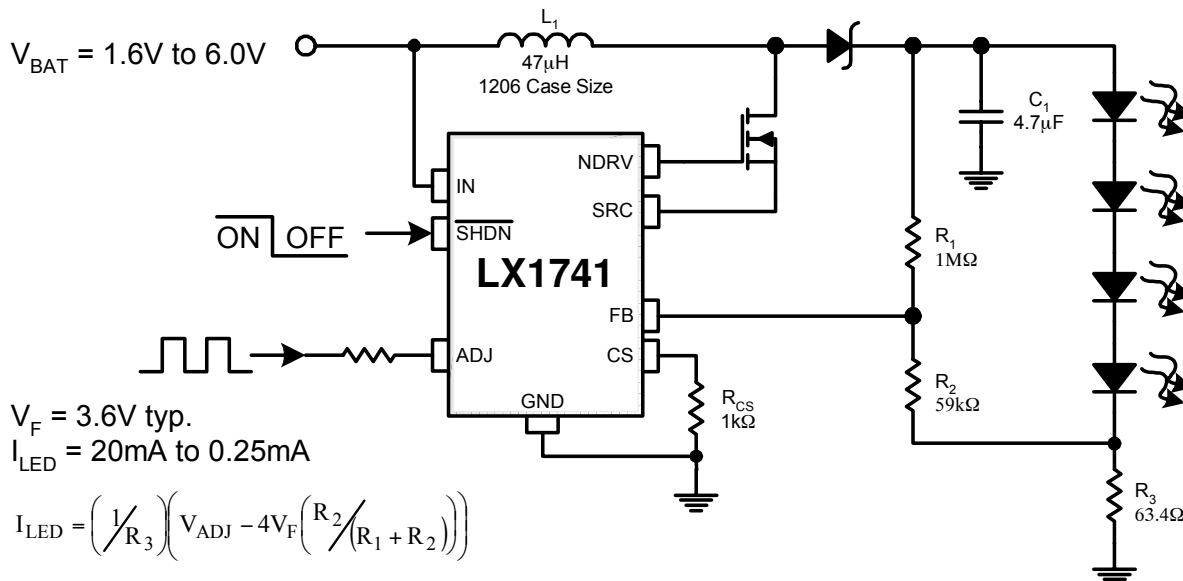 V_BAT = 1.6V to 6.0V
L₁
47μH
1206 Case Size
C₁
4.7μF
NDRV
IN
SRC
ON OFF
SHDN
LX1741
R₁
1MΩ
FB
ADJ
CS
R₂
59kΩ
GND
R_CS
1kΩ
V_F = 3.6V typ.
I_LED = 20mA to 0.25mA
R₃
63.4Ω
I_LED = (1/R₃)(V_ADJ − 4V_F(R₂/(R₁ + R₂)))